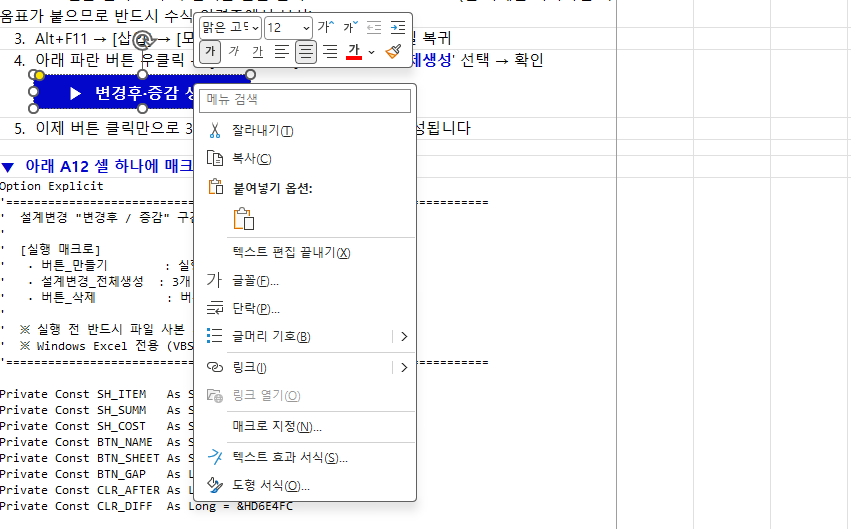 옴표가 붙으므로 반드시 수식
맑은 고딕 12 가 가
가 가 가 가
3. Alt+F11 → [삽 → [모 복귀
4. 아래 파란 버튼 우클릭 체생성' 선택 → 확인
▶ 변경후·증감 생
메뉴 검색
5. 이제 버튼 클릭만으로 3 성됩니다
잘라내기(T)
복사(C)
붙여넣기 옵션:
텍스트 편집 끝내기(X)
글꼴(F)...
단락(P)...
글머리 기호(B)
링크(I)
링크 열기(O)
매크로 지정(N)...
텍스트 효과 서식(S)...
도형 서식(O)...
▼ 아래 A12 셀 하나에 매크
Option Explicit
'=====================================================================
' 설계변경 "변경후 / 증감" 구
'
' [실행 매크로]
' · 버튼_만들기 : 실
' · 설계변경_전체생성 : 3개
' · 버튼_삭제 : 버
'
' ※ 실행 전 반드시 파일 사본
' ※ Windows Excel 전용 (VBS
'=====================================================================
Private Const SH_ITEM As S
Private Const SH_SUMM As S
Private Const SH_COST As S
Private Const BTN_NAME As S
Private Const BTN_SHEET As S
Private Const BTN_GAP As L
Private Const CLR_AFTER As L
Private Const CLR_DIFF As Long = &HD6E4FC